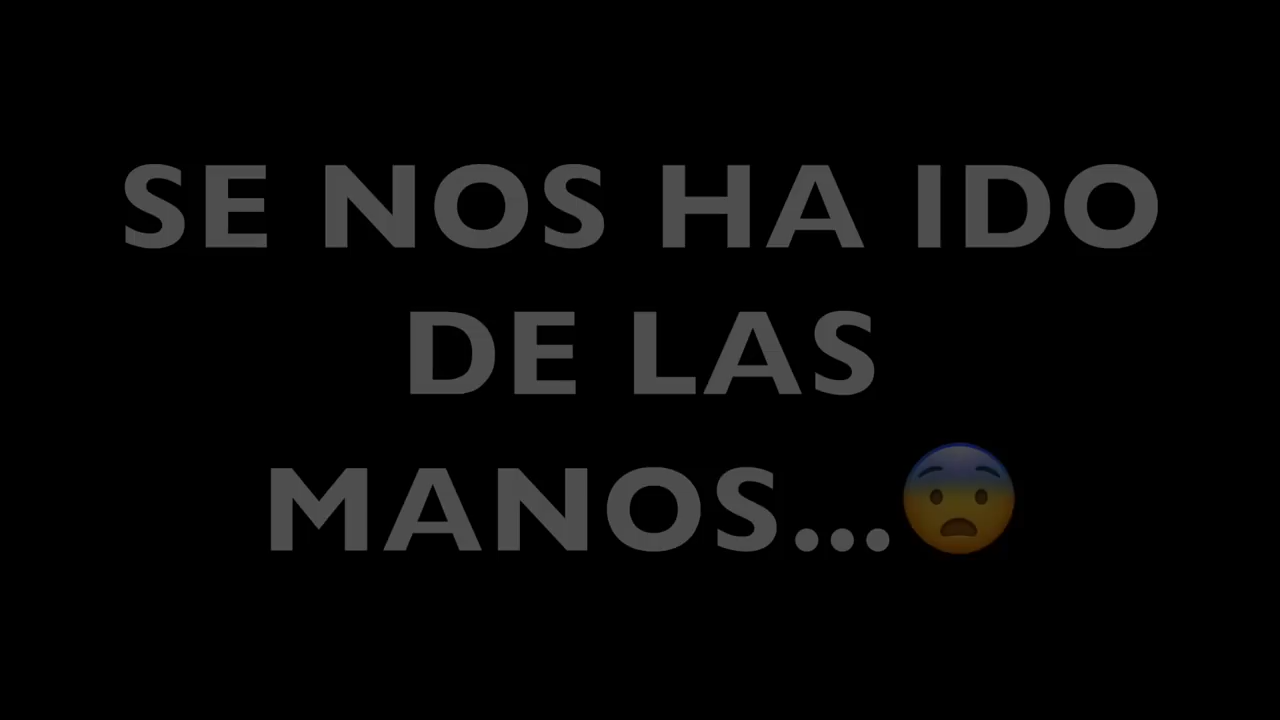 SE NOS HA IDO
DE LAS
MANOS...😨